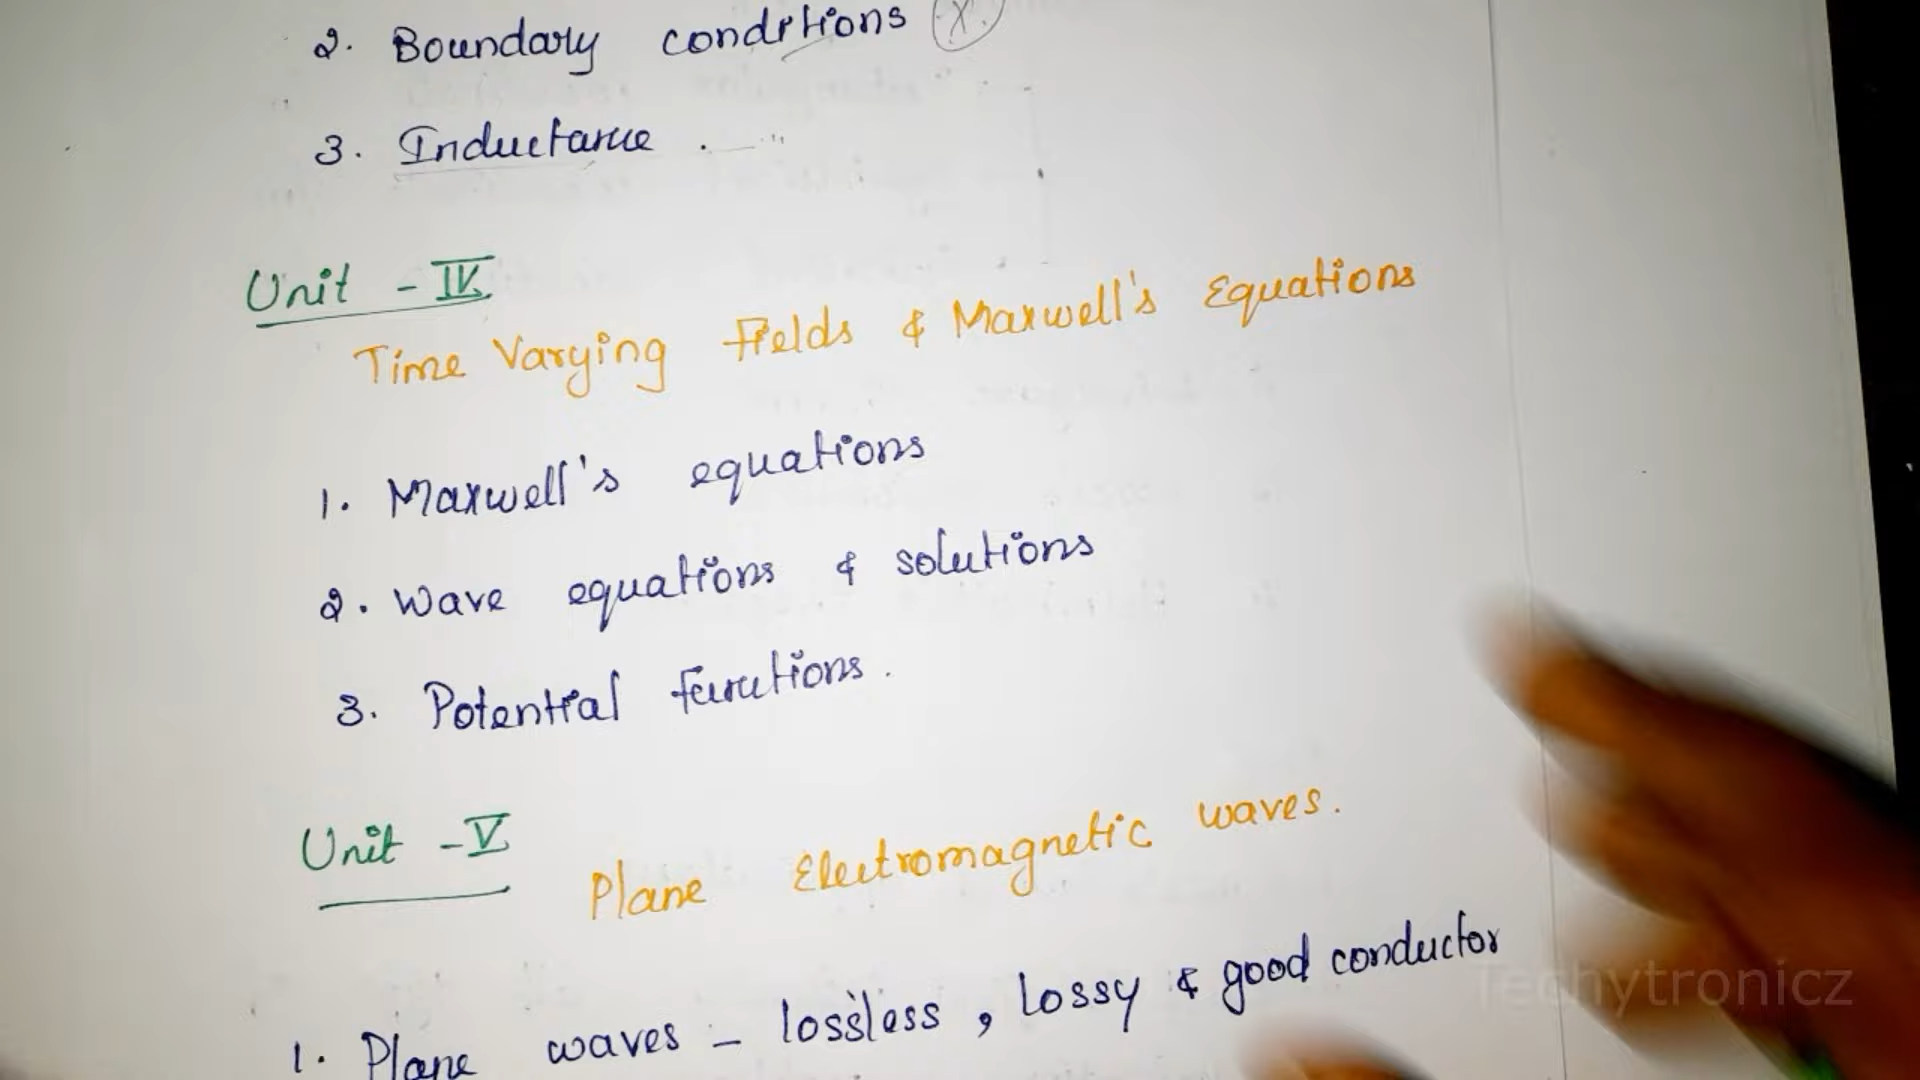 2. Boundary conditions (X)
3. Inductance .
Unit - IV
Time Varying Fields & Maxwell's Equations
1. Maxwell's equations
2. Wave equations & solutions
3. Potential functions.
Unit - V
Plane Electromagnetic waves.
1. Plane waves - lossless, Lossy & good conductor
Techytronicz